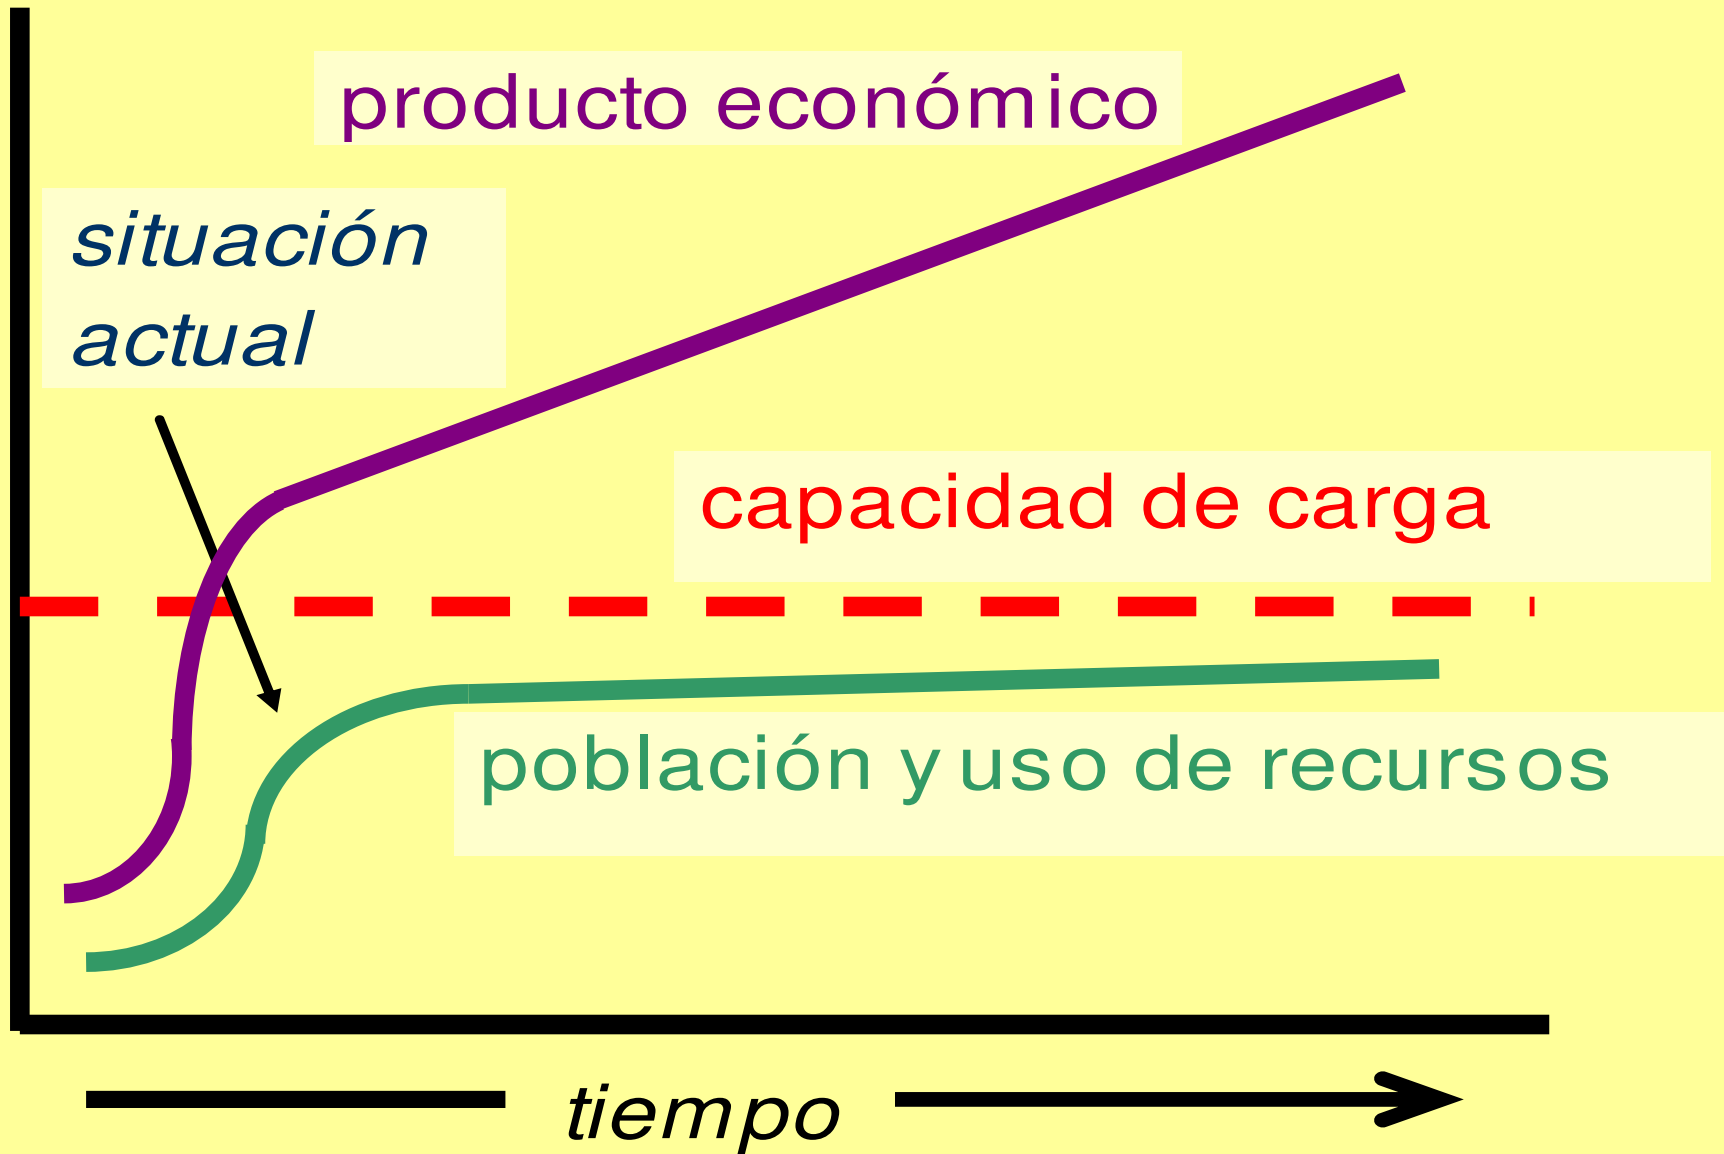 producto económico
situación
actual
capacidad de carga
población y uso de recursos
tiempo